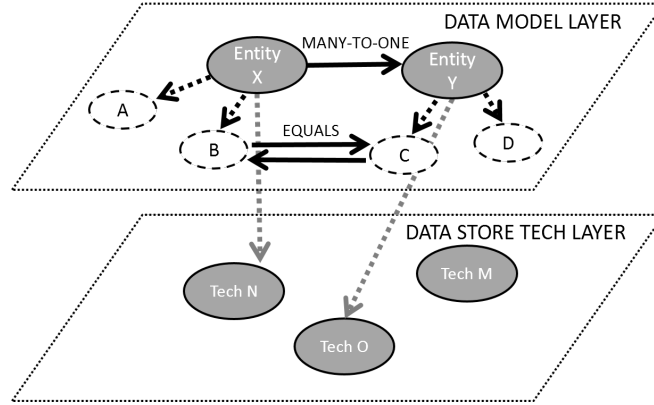 DATA MODEL LAYER
MANY-TO-ONE
Entity
X
Entity
Y
A
B
EQUALS
C
D
DATA STORE TECH LAYER
Tech N
Tech M
Tech O